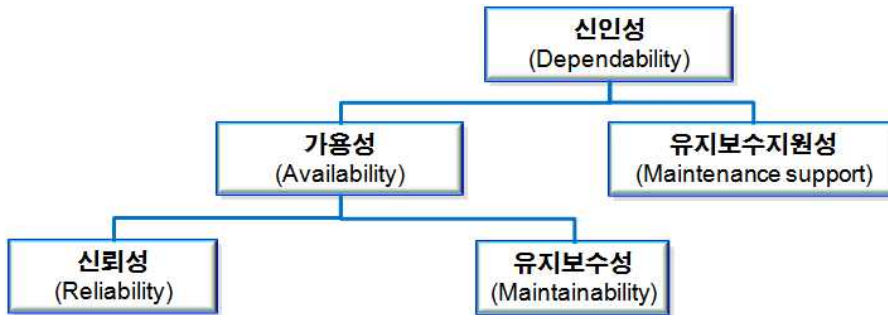 신인성
(Dependability)
가용성
(Availability)
유지보수지원성
(Maintenance support)
신뢰성
(Reliability)
유지보수성
(Maintainability)